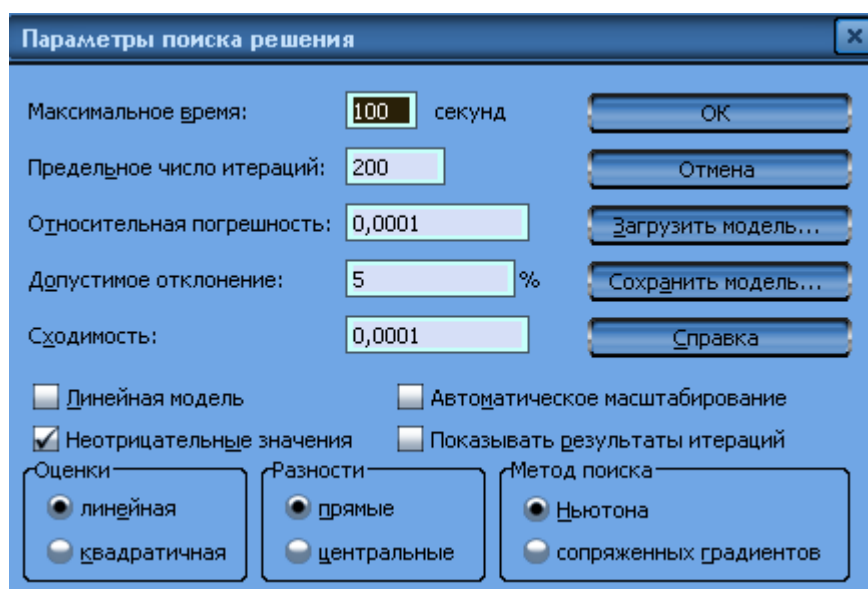 Параметры поиска решения
Максимальное время: 100 секунд
ОК
Предельное число итераций: 200
Отмена
Относительная погрешность: 0,0001
Загрузить модель...
Допустимое отклонение: 5 %
Сохранить модель...
Сходимость: 0,0001
Справка
Линейная модель
Автоматическое масштабирование
Неотрицательные значения
Показывать результаты итераций
Оценки
Разности
Метод поиска
линейная
прямые
Ньютона
квадратичная
центральные
сопряженных градиентов